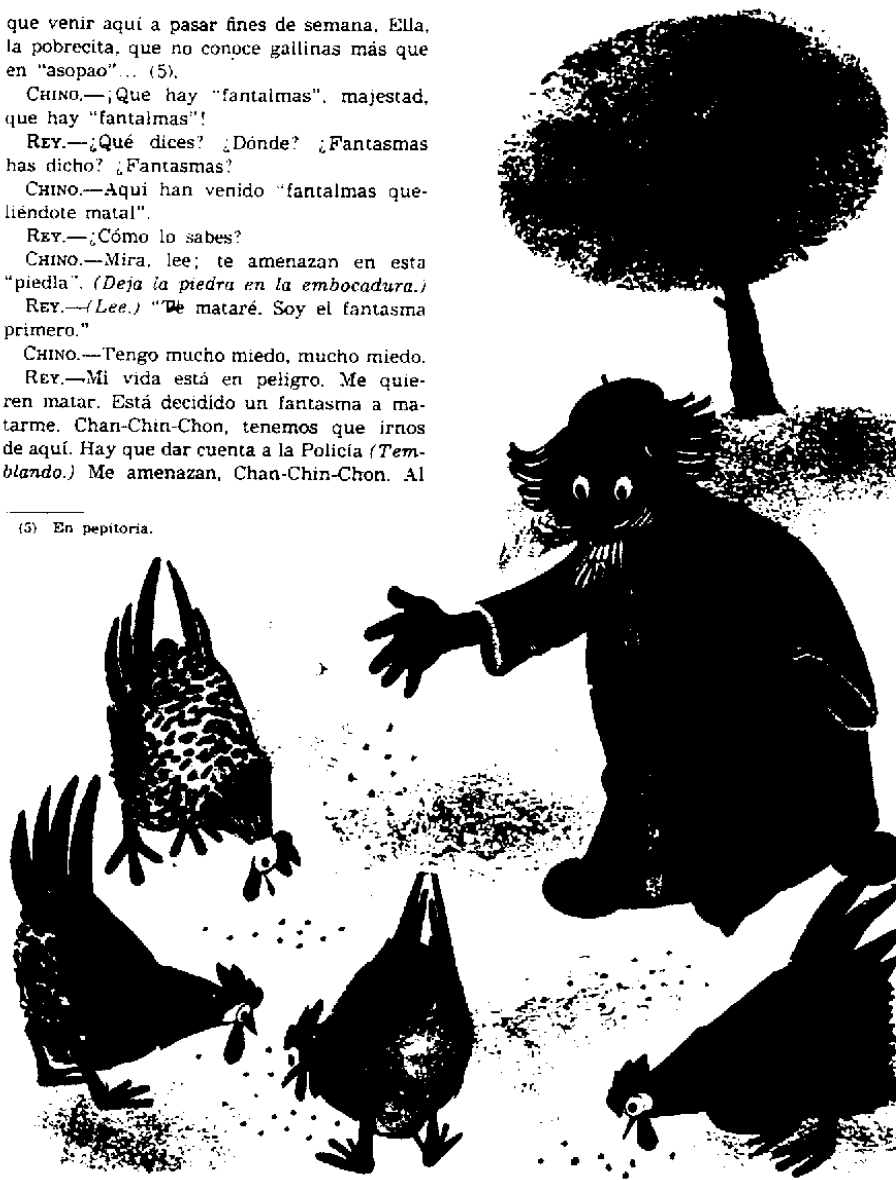 que venir aquí a pasar fines de semana. Ella,
la pobrecita, que no conoce gallinas más que
en "asopao"... (5).
CHINO.—¡Que hay "fantalmas", majestad,
que hay "fantalmas"!
REY.—¿Qué dices? ¿Dónde? ¿Fantasmas
has dicho? ¿Fantasmas?
CHINO.—Aquí han venido "fantalmas que-
liéndote matal".
REY.—¿Cómo lo sabes?
CHINO.—Mira, lee; te amenazan en esta
"piedla". (Deja la piedra en la embocadura.)
REY.—(Lee.) "Te mataré. Soy el fantasma
primero."
CHINO.—Tengo mucho miedo, mucho miedo.
REY.—Mi vida está en peligro. Me quie-
ren matar. Está decidido un fantasma a ma-
tarme. Chan-Chin-Chon, tenemos que irnos
de aquí. Hay que dar cuenta a la Policía (Tem-
blando.) Me amenazan, Chan-Chin-Chon. Al
(5) En pepitoria.